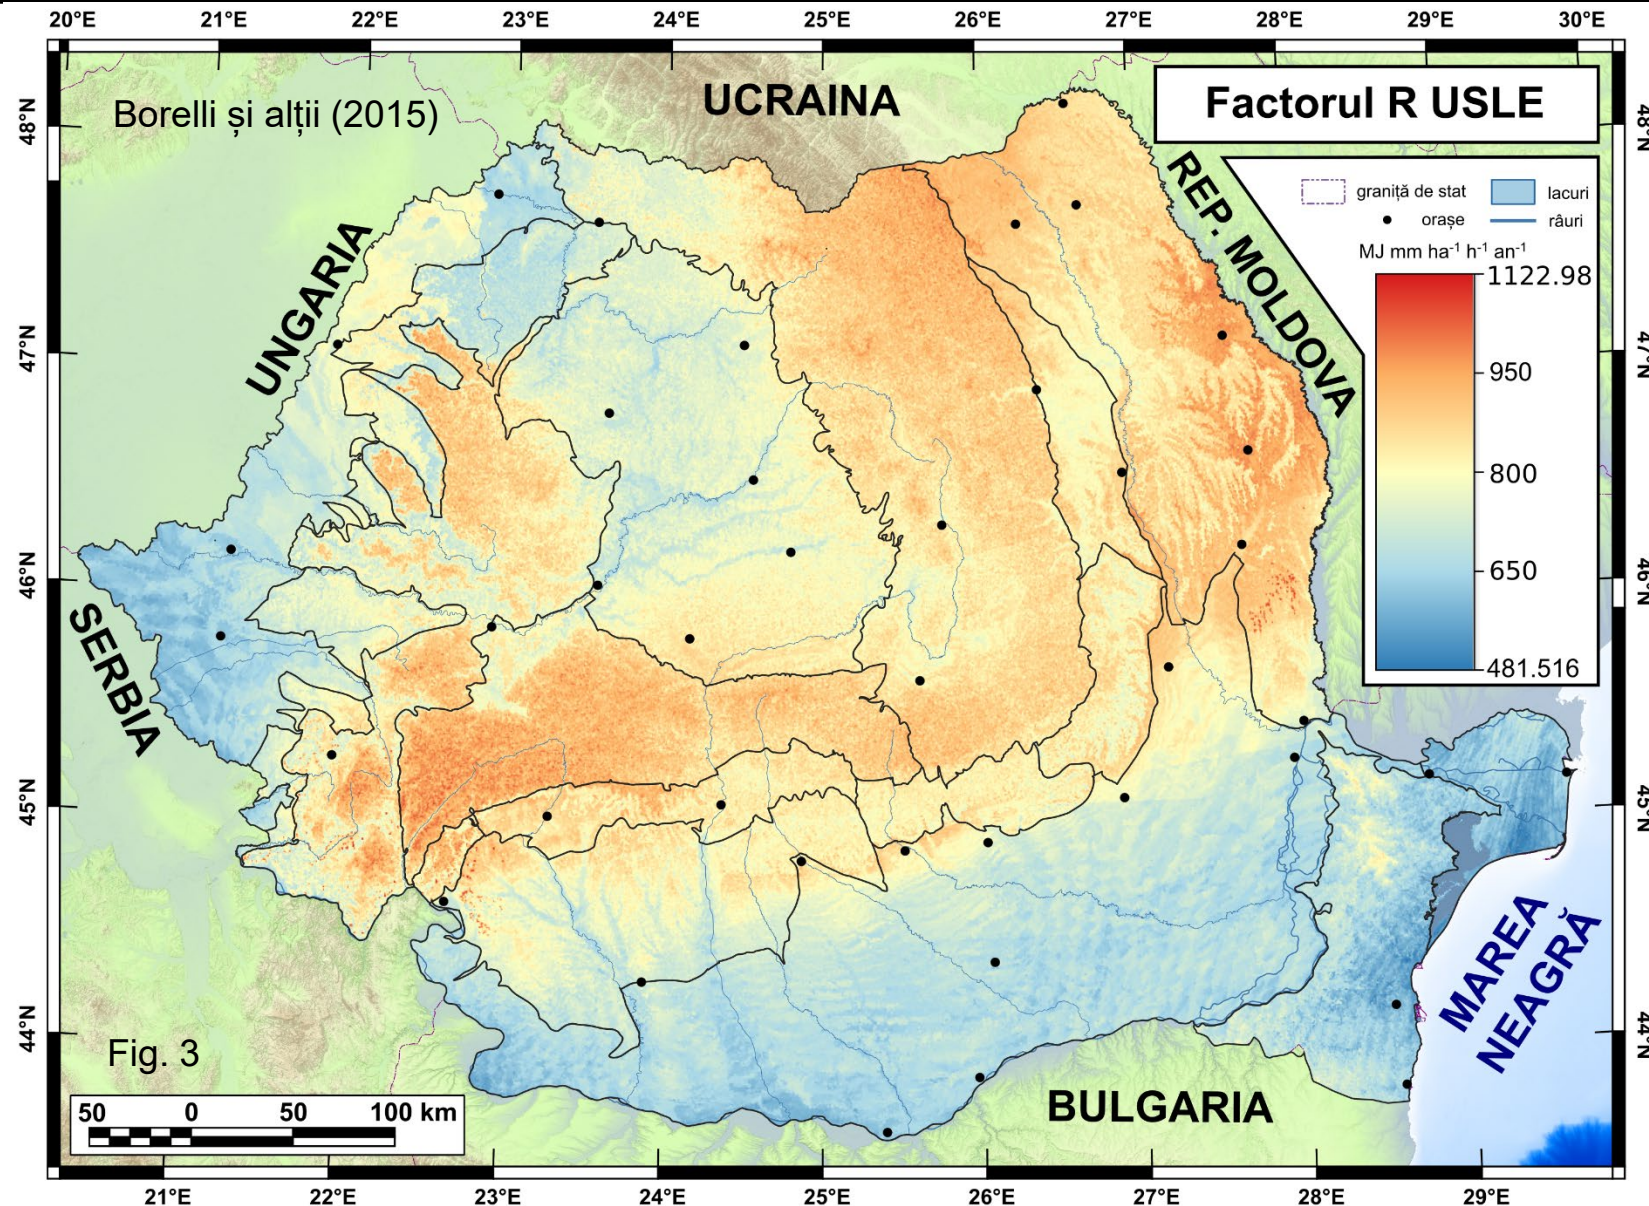 20°E 21°E 22°E 23°E 24°E 25°E 26°E 27°E 28°E 29°E 30°E
Borelli și alții (2015)
UCRAINA
Factorul R USLE
48°N
48°N
UNGARIA
REP. MOLDOVA
graniță de stat
lacuri
orașe
râuri
MJ mm ha⁻¹ h⁻¹ an⁻¹
1122.98
950
800
650
481.516
47°N
47°N
46°N
46°N
SERBIA
45°N
45°N
MAREA
NEAGRĂ
44°N
44°N
Fig. 3
BULGARIA
50 0 50 100 km
21°E 22°E 23°E 24°E 25°E 26°E 27°E 28°E 29°E